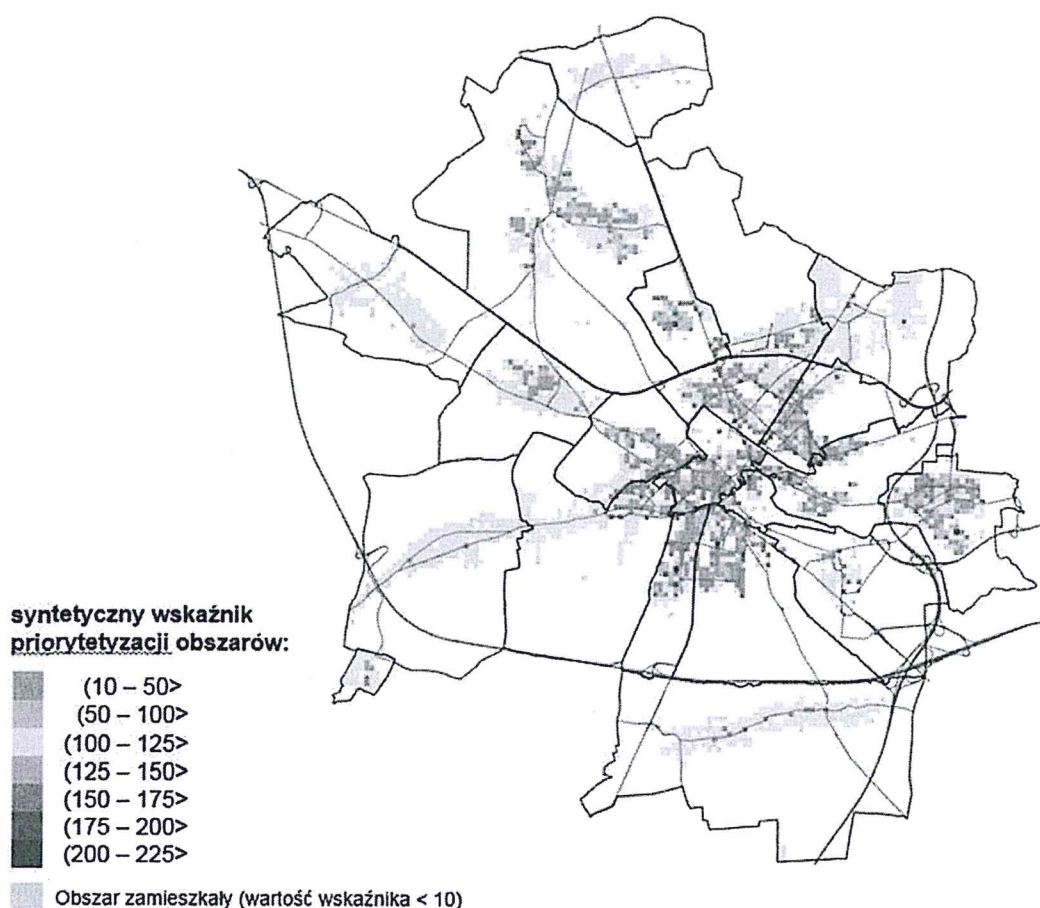 syntetyczny wskaźnik
priorytetyzacji obszarów:
(10 – 50>
(50 – 100>
(100 – 125>
(125 – 150>
(150 – 175>
(175 – 200>
(200 – 225>
Obszar zamieszkały (wartość wskaźnika < 10)